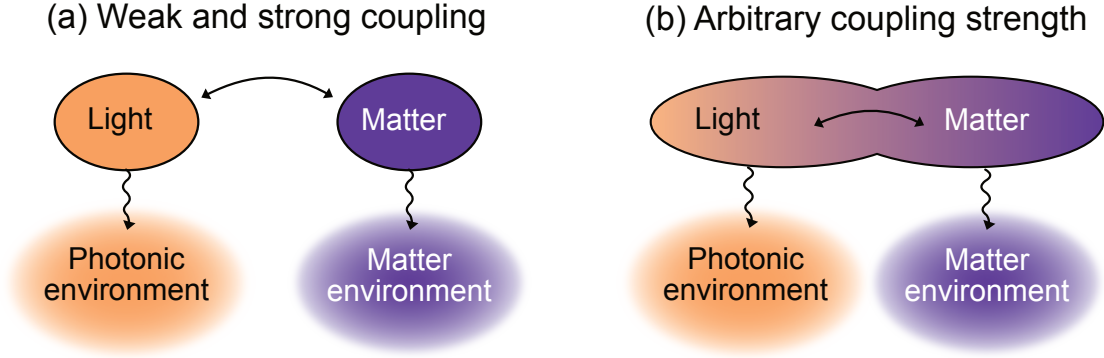 (a) Weak and strong coupling
Light
Matter
Photonic
environment
Matter
environment
(b) Arbitrary coupling strength
Light
Matter
Photonic
environment
Matter
environment